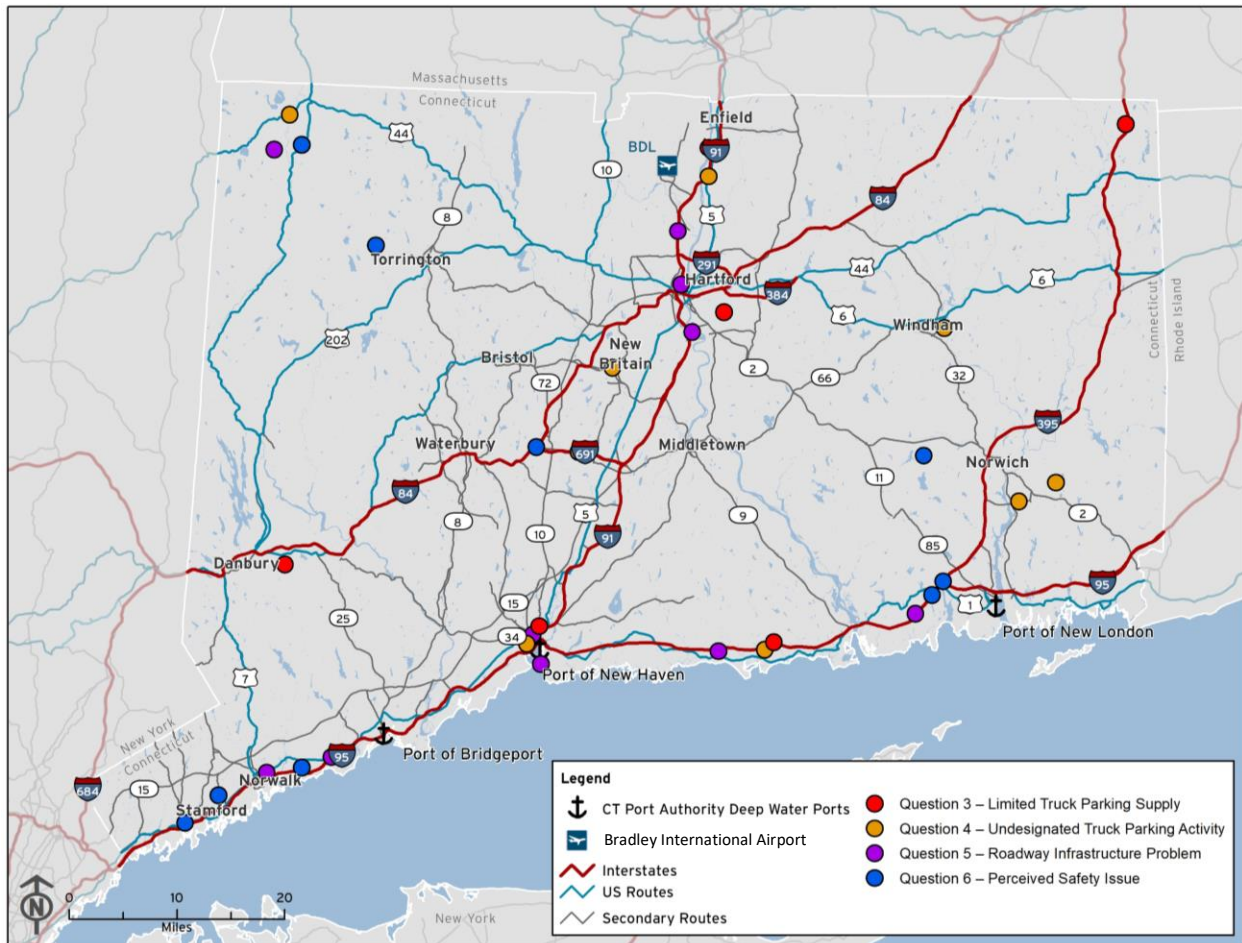 Massachusetts
Connecticut
44
Enfield
91
BDL
10
5
84
8
Torrington
291
Hartford
44
384
6
6
Windham
Connecticut
Rhode Island
202
New
Britain
Bristol
72
2
66
32
395
Waterbury
691
Middletown
Norwich
84
11
8
5
10
91
9
2
85
Danbury
95
15
1
25
34
Port of New London
Port of New Haven
7
New York
Connecticut
Port of Bridgeport
95
Norwalk
684
15
Stamford
N
0
10
20
Miles
New York
Legend
CT Port Authority Deep Water Ports
Bradley International Airport
Interstates
US Routes
Secondary Routes
Question 3 – Limited Truck Parking Supply
Question 4 – Undesignated Truck Parking Activity
Question 5 – Roadway Infrastructure Problem
Question 6 – Perceived Safety Issue